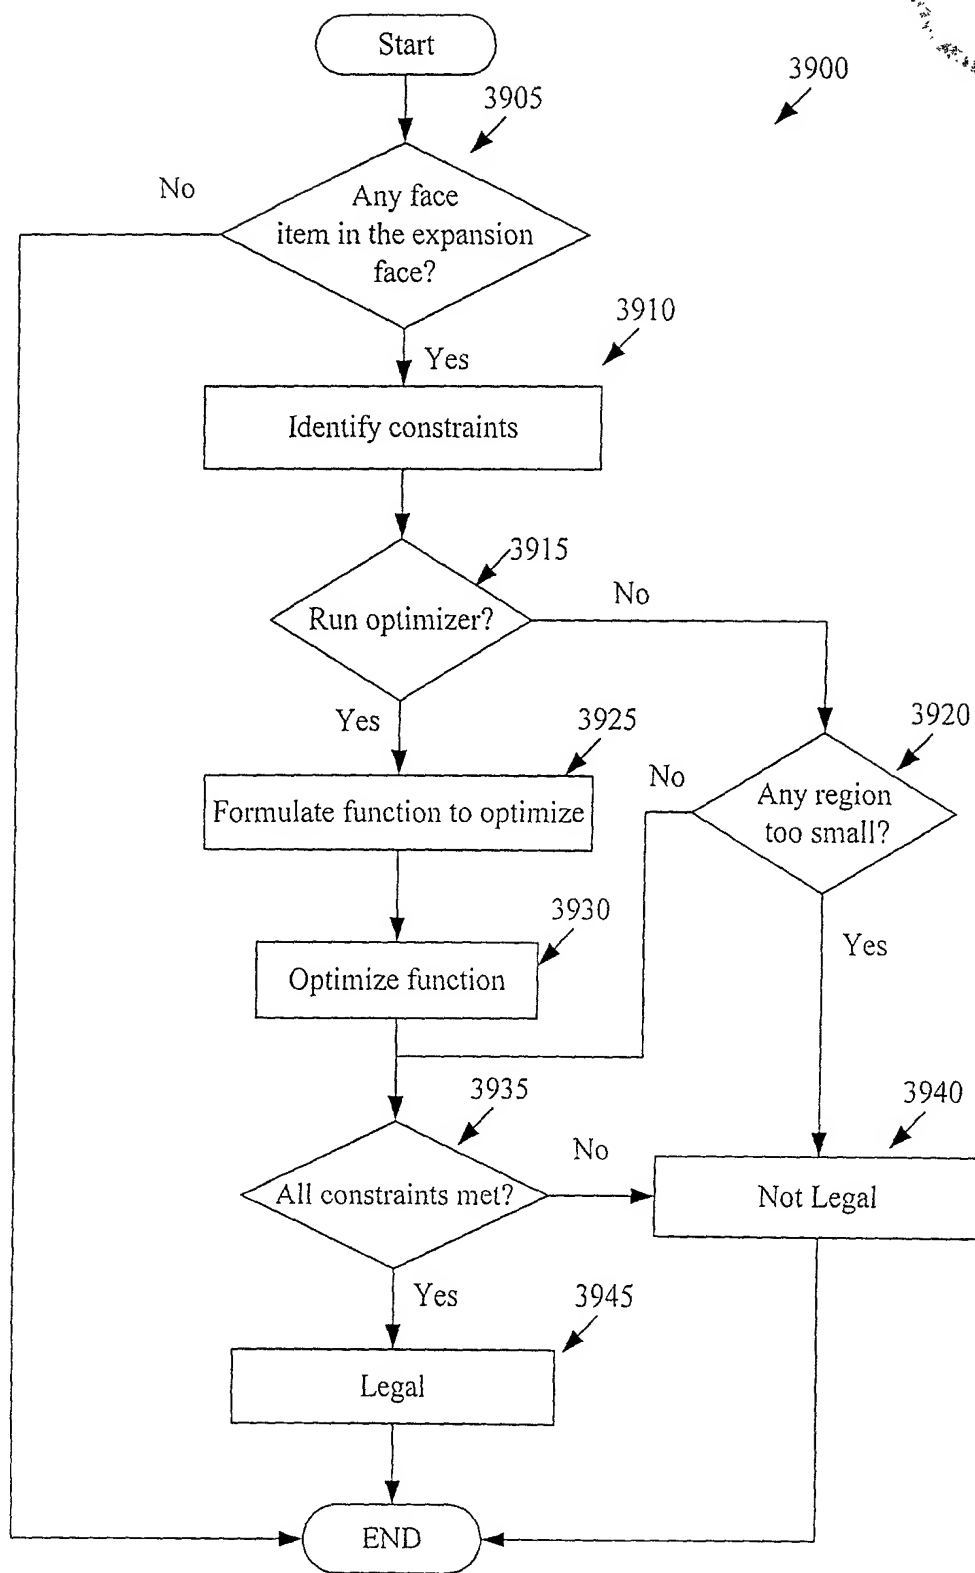 Start
3900
3905
No
Any face
item in the expansion
face?
3910
Yes
Identify constraints
3915
No
Run optimizer?
Yes
3925
3920
No
Any region
too small?
Formulate function to optimize
3930
Yes
Optimize function
3935
3940
No
All constraints met?
Not Legal
Yes
3945
Legal
END